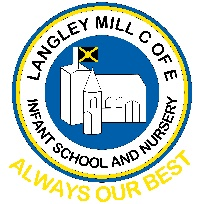 LANGLEY MILL C OF E
INFANT SCHOOL AND NURSERY
ALWAYS OUR BEST